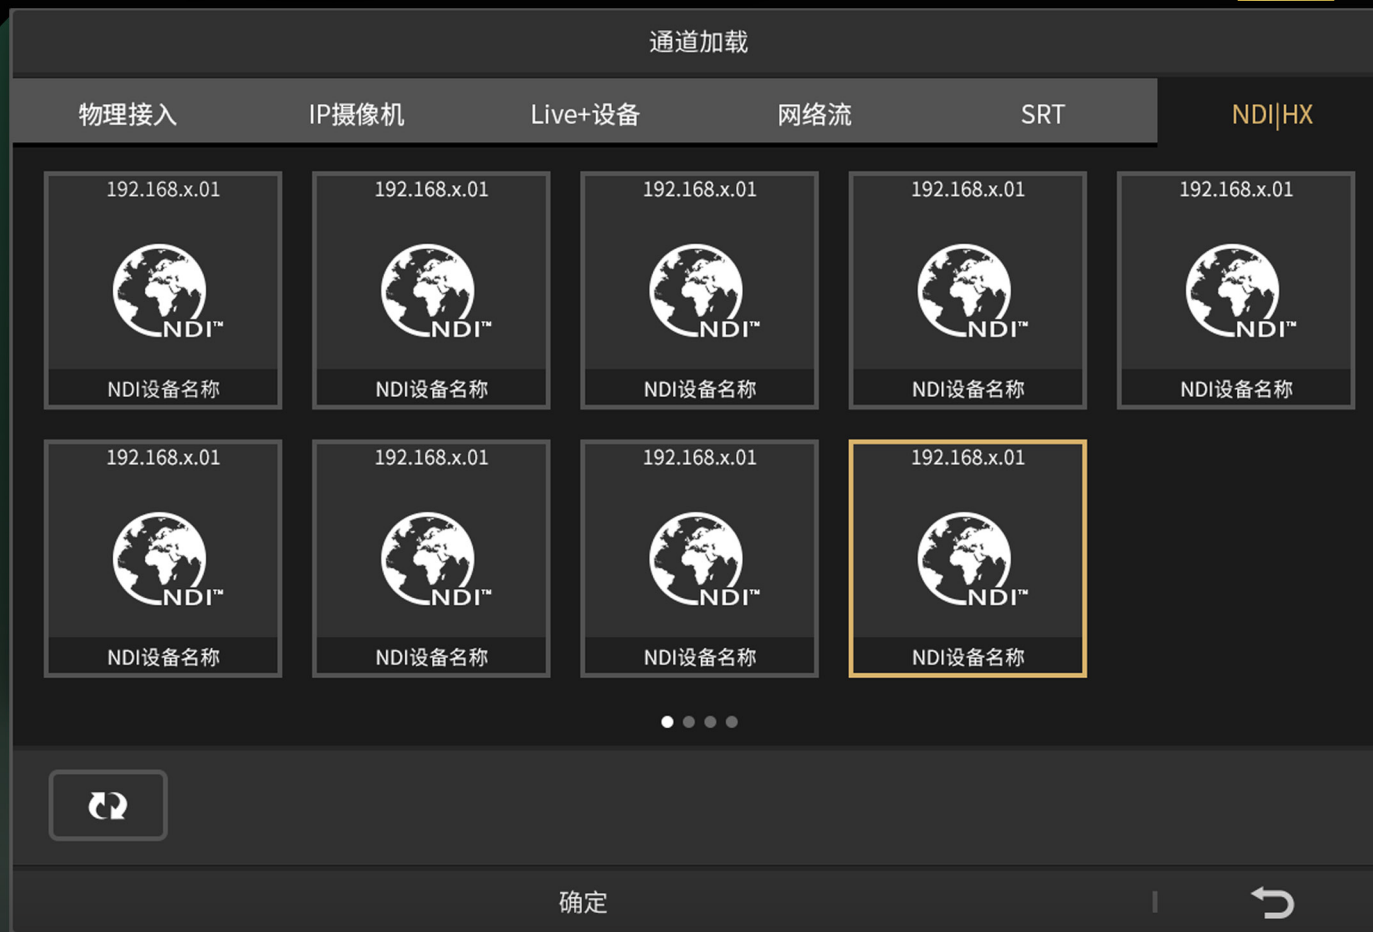 通道加载
物理接入 IP摄像机 Live+设备 网络流 SRT NDI|HX
192.168.x.01 192.168.x.01 192.168.x.01 192.168.x.01 192.168.x.01
NDI™ NDI™ NDI™ NDI™ NDI™
NDI设备名称 NDI设备名称 NDI设备名称 NDI设备名称 NDI设备名称
192.168.x.01 192.168.x.01 192.168.x.01 192.168.x.01
NDI™ NDI™ NDI™ NDI™
NDI设备名称 NDI设备名称 NDI设备名称 NDI设备名称
确定